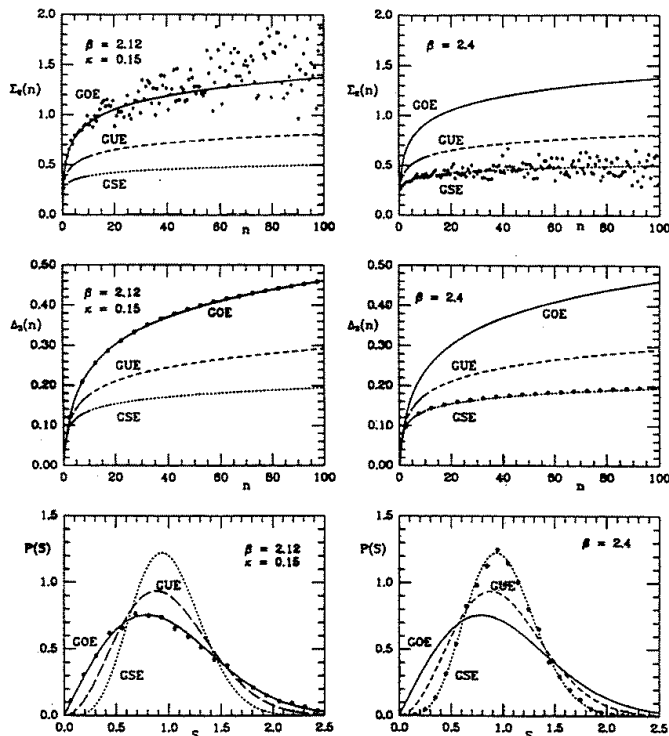 2.0
β = 2.12
κ = 0.15
1.5
Σ₂(n)
GOE
1.0
GUE
0.5
GSE
0.0
0 20 40 60 80 100
n
2.0
β = 2.4
1.5
Σ₂(n)
GOE
1.0
GUE
0.5
GSE
0.0
0 20 40 60 80 100
n
0.50
β = 2.12
κ = 0.15
0.40
GOE
Δ₃(n)
0.30
GUE
0.20
GSE
0.10
0.00
0 20 40 60 80 100
n
0.50
β = 2.4
0.40
GOE
Δ₃(n)
0.30
GUE
0.20
GSE
0.10
0.00
0 20 40 60 80 100
n
1.5
P(S)
β = 2.12
κ = 0.15
1.0
GUE
GOE
0.5
GSE
0.0
0.0 0.5 1.0 1.5 2.0 2.5
S
1.5
P(S)
β = 2.4
1.0
GUE
GOE
0.5
GSE
0.0
0.0 0.5 1.0 1.5 2.0 2.5
S